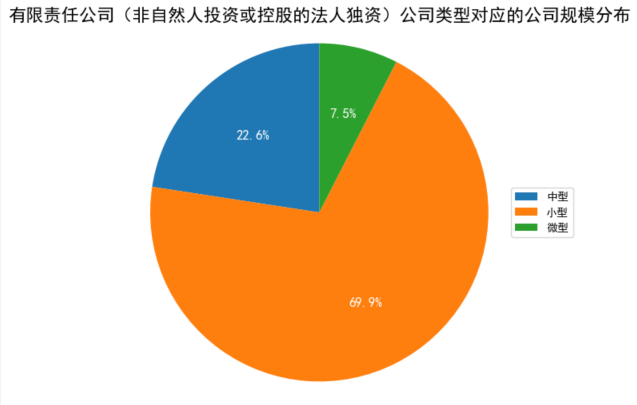 有限责任公司（非自然人投资或控股的法人独资）公司类型对应的公司规模分布
7.5%
22.6%
中型
小型
微型
69.9%